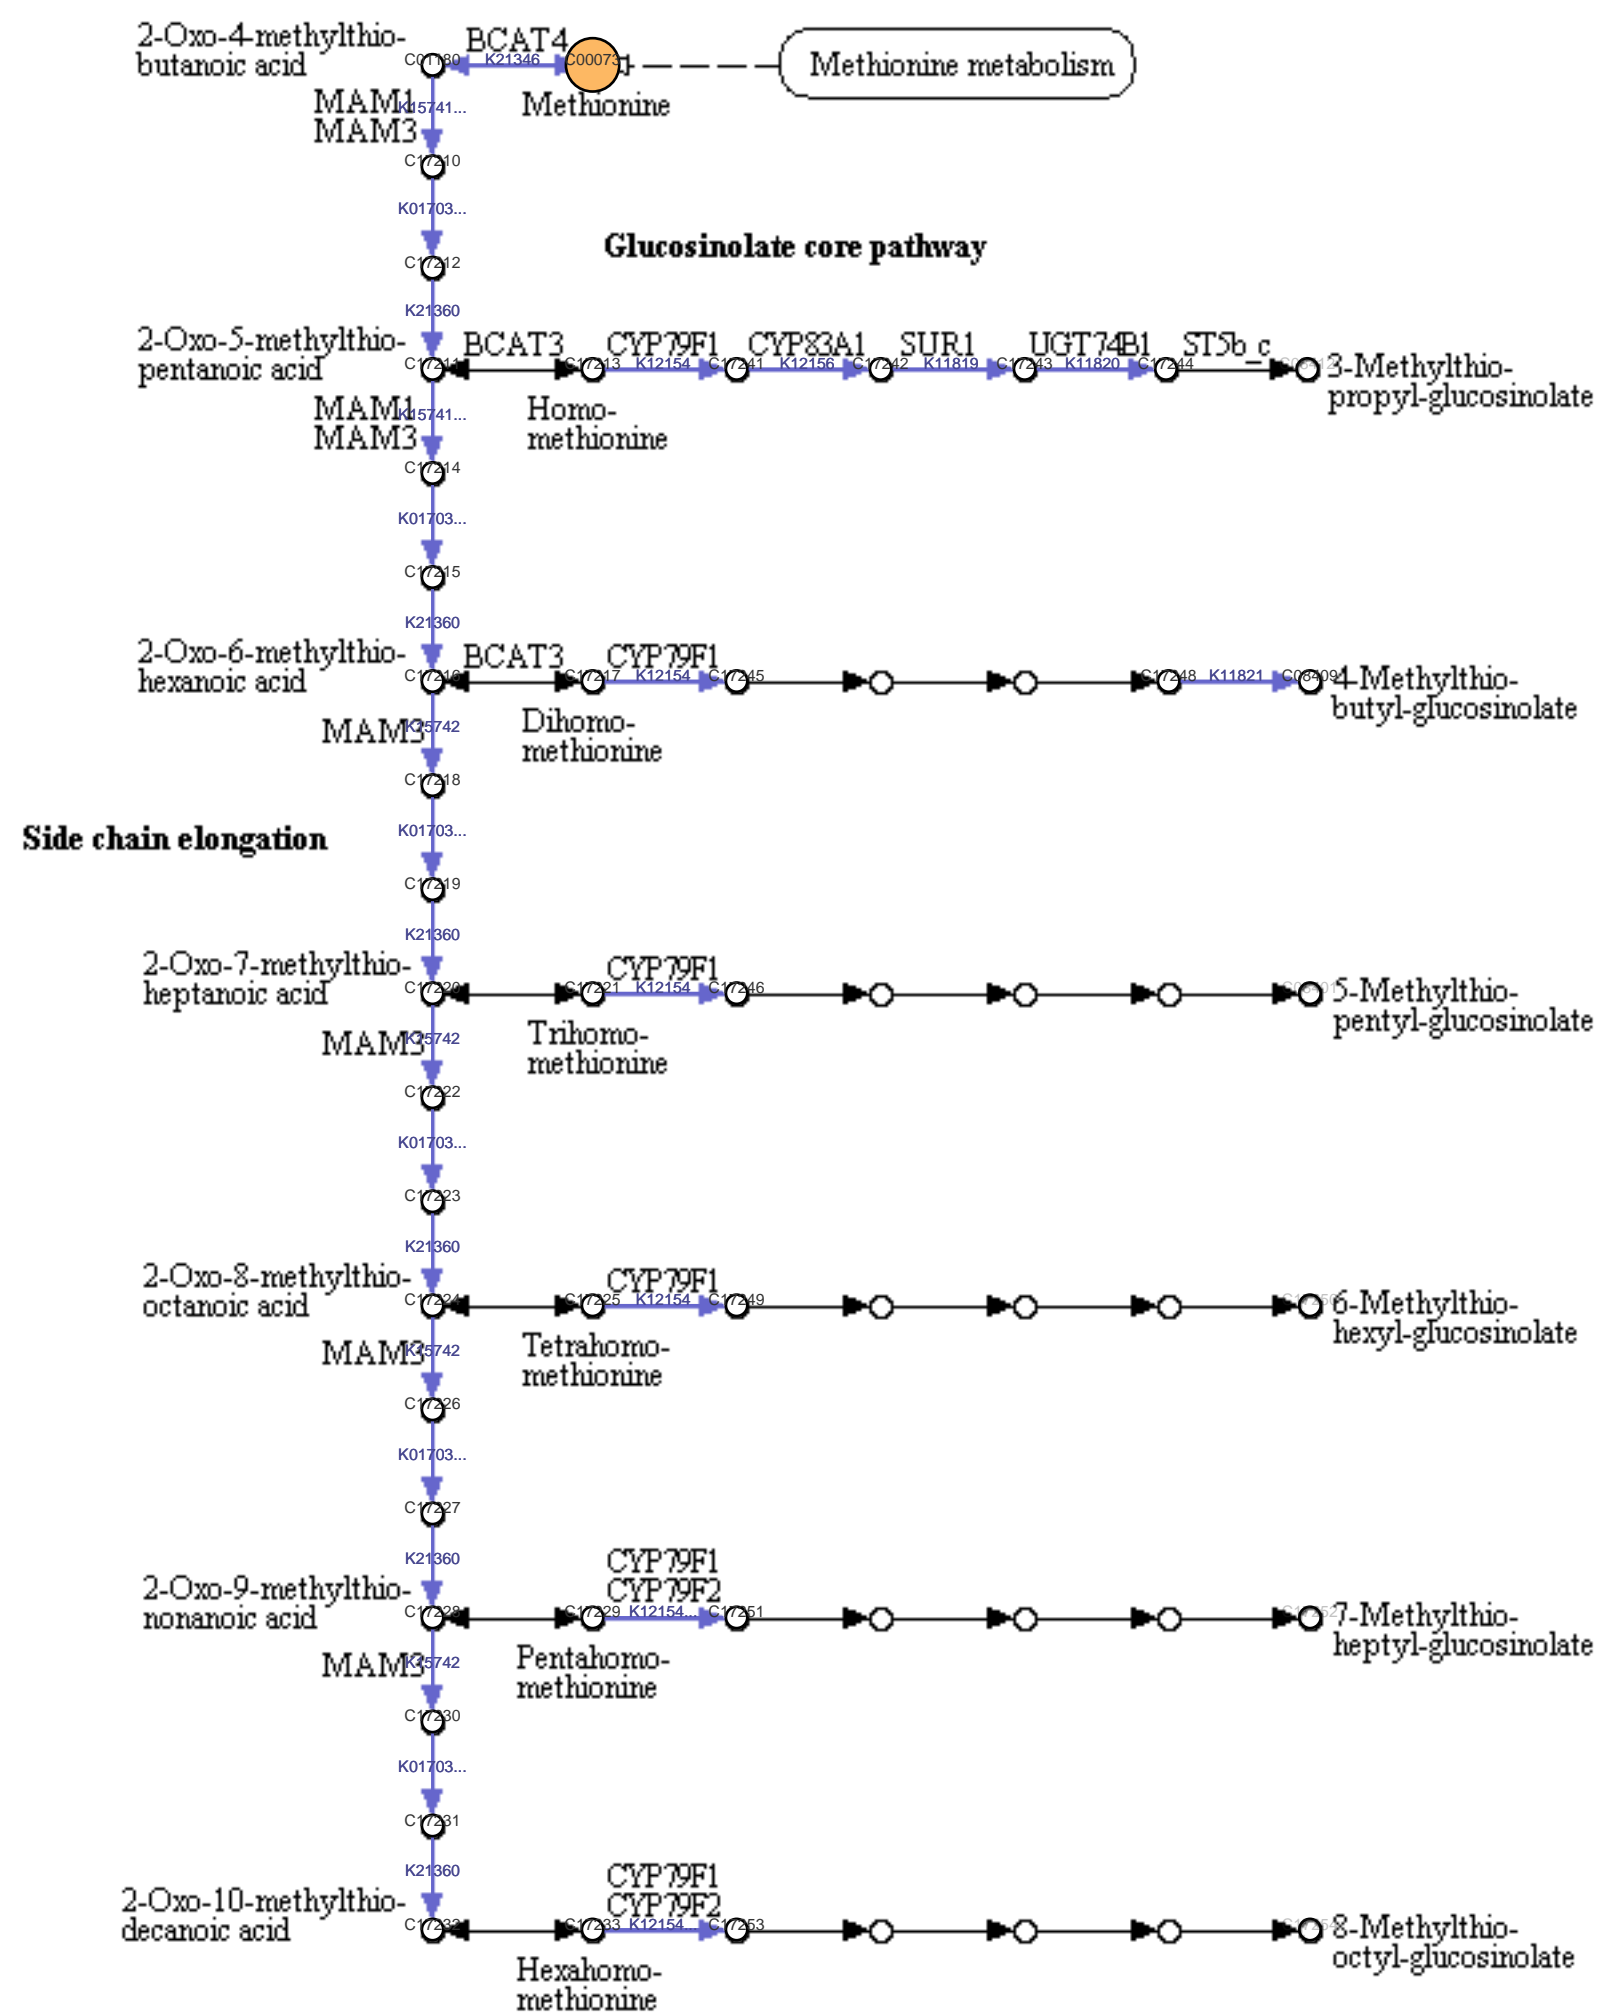 2-Oxo-4-methylthio-
butanoic acid
C01180
BCAT4
K21346
C00073
Methionine
Methionine metabolism
MAM1
MAM3
K15741...
C17210
K01703...
C17212
Glucosinolate core pathway
K21360
2-Oxo-5-methylthio-
pentanoic acid
C17211
BCAT3
C17213
CYP79F1
K12154
C17241
CYP83A1
K12156
C17242
SUR1
K11819
C17243
UGT74B1
K11820
C17244
ST5b_c
3-Methylthio-
propyl-glucosinolate
Homo-
methionine
MAM1
MAM3
K15741...
C17214
K01703...
C17215
K21360
2-Oxo-6-methylthio-
hexanoic acid
C17216
BCAT3
C17217
CYP79F1
K12154
C17245
C17248
K11821
C08409
4-Methylthio-
butyl-glucosinolate
Dihomo-
methionine
MAM3
K15742
C17218
Side chain elongation
K01703...
C17219
K21360
2-Oxo-7-methylthio-
heptanoic acid
C17220
C17221
CYP79F1
K12154
C17246
5-Methylthio-
pentyl-glucosinolate
Trihomo-
methionine
MAM3
K15742
C17222
K01703...
C17223
K21360
2-Oxo-8-methylthio-
octanoic acid
C17224
C17225
CYP79F1
K12154
C17249
6-Methylthio-
hexyl-glucosinolate
Tetrahomo-
methionine
MAM3
K15742
C17226
K01703...
C17227
K21360
2-Oxo-9-methylthio-
nonanoic acid
C17228
C17229
CYP79F1
CYP79F2
K12154...
C17251
7-Methylthio-
heptyl-glucosinolate
Pentahomo-
methionine
MAM3
K15742
C17230
K01703...
C17231
K21360
2-Oxo-10-methylthio-
decanoic acid
C17232
C17233
CYP79F1
CYP79F2
K12154...
C17253
8-Methylthio-
octyl-glucosinolate
Hexahomo-
methionine